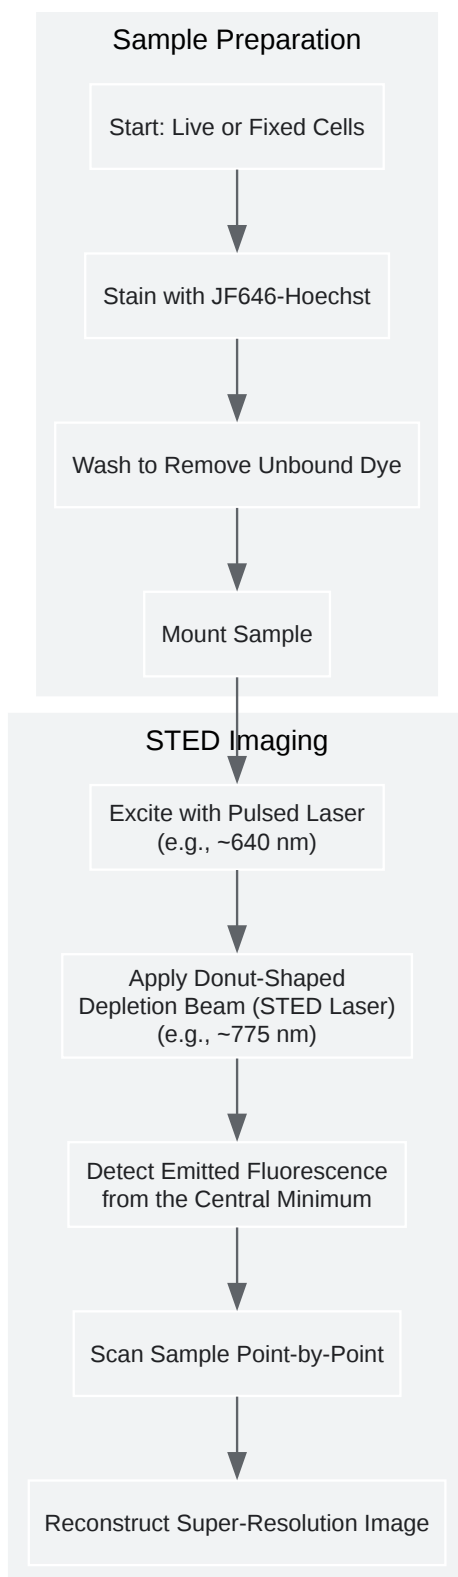 Sample Preparation
Start: Live or Fixed Cells
Stain with JF646-Hoechst
Wash to Remove Unbound Dye
Mount Sample
STED Imaging
Excite with Pulsed Laser
(e.g., ~640 nm)
Apply Donut-Shaped
Depletion Beam (STED Laser)
(e.g., ~775 nm)
Detect Emitted Fluorescence
from the Central Minimum
Scan Sample Point-by-Point
Reconstruct Super-Resolution Image